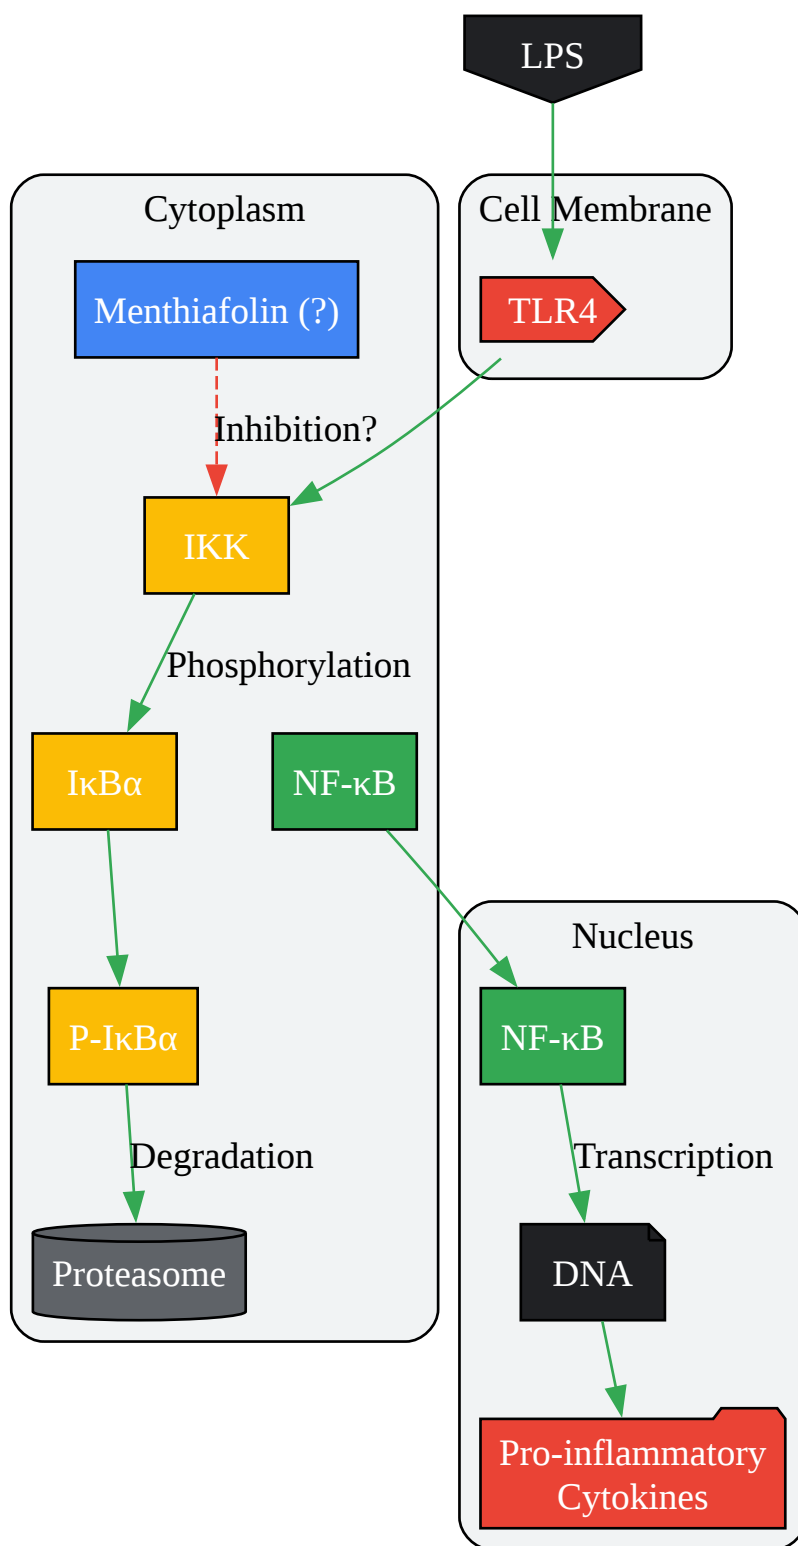 LPS
Cytoplasm
Cell Membrane
Menthiafolin (?)
TLR4
Inhibition?
IKK
Phosphorylation
IκBα
NF-κB
Nucleus
P-IκBα
NF-κB
Degradation
Transcription
Proteasome
DNA
Pro-inflammatory
Cytokines